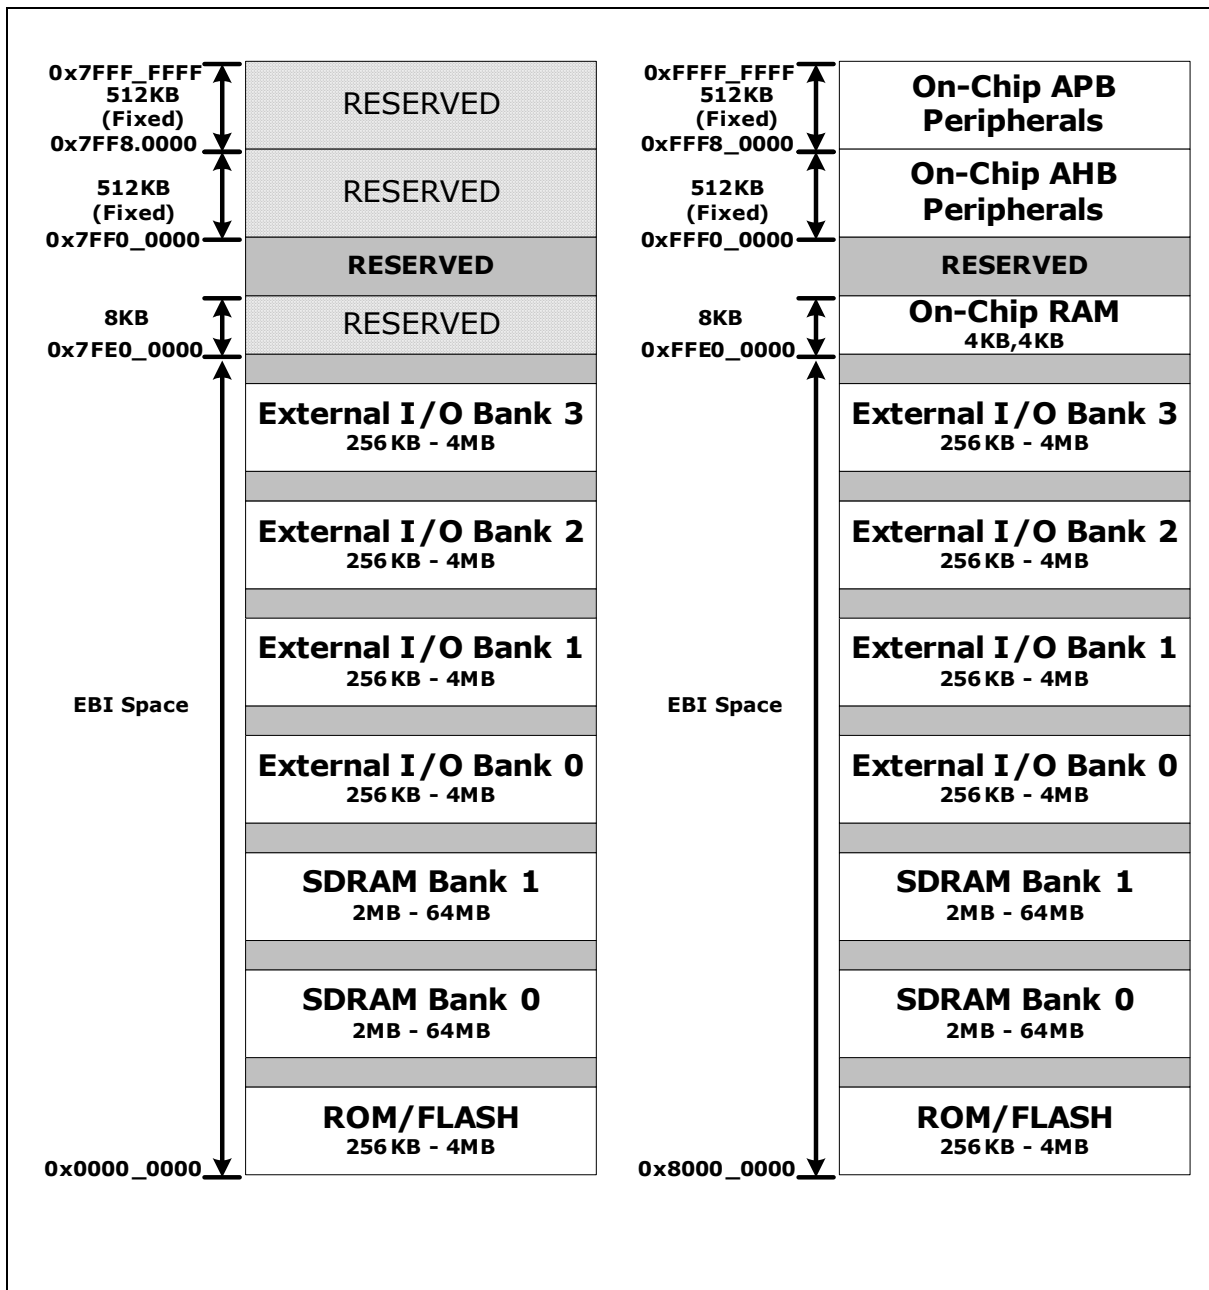 0x7FFF_FFFF
512KB
(Fixed)
0x7FF8.0000
512KB
(Fixed)
0x7FF0_0000
8KB
0x7FE0_0000
EBI Space
0x0000_0000
RESERVED
RESERVED
RESERVED
RESERVED
External I/O Bank 3
256KB - 4MB
External I/O Bank 2
256KB - 4MB
External I/O Bank 1
256KB - 4MB
External I/O Bank 0
256KB - 4MB
SDRAM Bank 1
2MB - 64MB
SDRAM Bank 0
2MB - 64MB
ROM/FLASH
256KB - 4MB
0xFFFF_FFFF
512KB
(Fixed)
0xFFF8_0000
512KB
(Fixed)
0xFFF0_0000
8KB
0xFFE0_0000
EBI Space
0x8000_0000
On-Chip APB
Peripherals
On-Chip AHB
Peripherals
RESERVED
On-Chip RAM
4KB,4KB
External I/O Bank 3
256KB - 4MB
External I/O Bank 2
256KB - 4MB
External I/O Bank 1
256KB - 4MB
External I/O Bank 0
256KB - 4MB
SDRAM Bank 1
2MB - 64MB
SDRAM Bank 0
2MB - 64MB
ROM/FLASH
256KB - 4MB